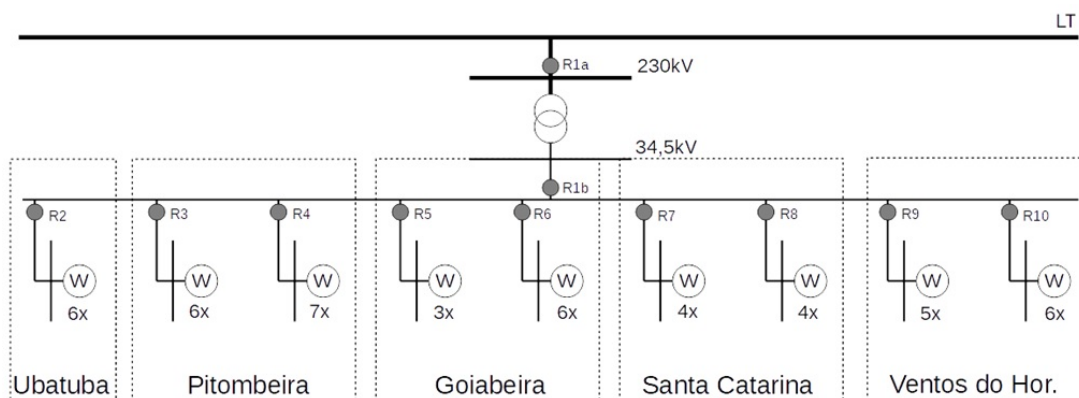 LT
R1a
230kV
34,5kV
R1b
R2
R3
R4
R5
R6
R7
R8
R9
R10
W
W
W
W
W
W
W
W
W
6x
6x
7x
3x
6x
4x
4x
5x
6x
Ubatuba
Pitombeira
Goiabeira
Santa Catarina
Ventos do Hor.